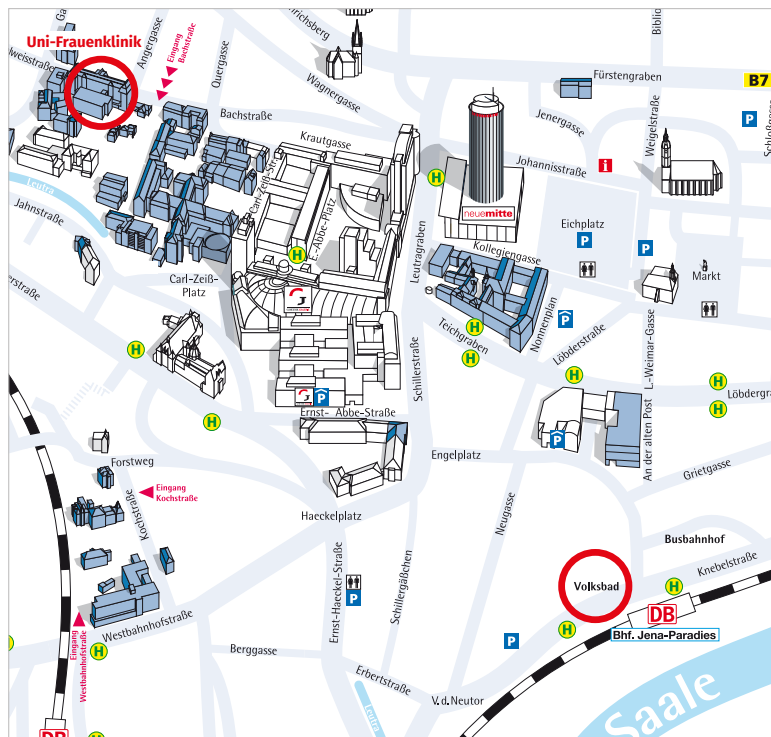 Uni-Frauenklinik
Angergasse
Eingang
Bachstraße
Quergasse
Wagnergasse
Bachstraße
Krautgasse
Fürstengraben
B7
P
Jenergasse
Weigelstraße
Johannisstraße
i
H
neuemitte
Leutra
Jahnstraße
Carl-Zeiß-Str.
E.-Abbe-Platz
H
Leutragraben
Eichplatz
P
P
Kollegiengasse
Markt
Carl-Zeiß-
Platz
J
Nonnenplan
P
H
Teichgraben
H
Löbderstraße
L.-Weimar-Gasse
H
Schillerstraße
H
H
Löbdergra
H
J
P
H
Ernst- Abbe-Straße
An der alten Post
P
Engelplatz
Grietgasse
Forstweg
Eingang
Kochstraße
Kochstraße
Haeckelplatz
Neugasse
Ernst-Haeckel-Straße
P
Schillergäßchen
Busbahnhof
Knebelstraße
Volksbad
H
DB
H
Bhf. Jena-Paradies
P
Westbahnhofstraße
Eingang
Westbahnhofstraße
H
Berggasse
Erbertstraße
V.d.Neutor
Leutra
Saale
DB
H